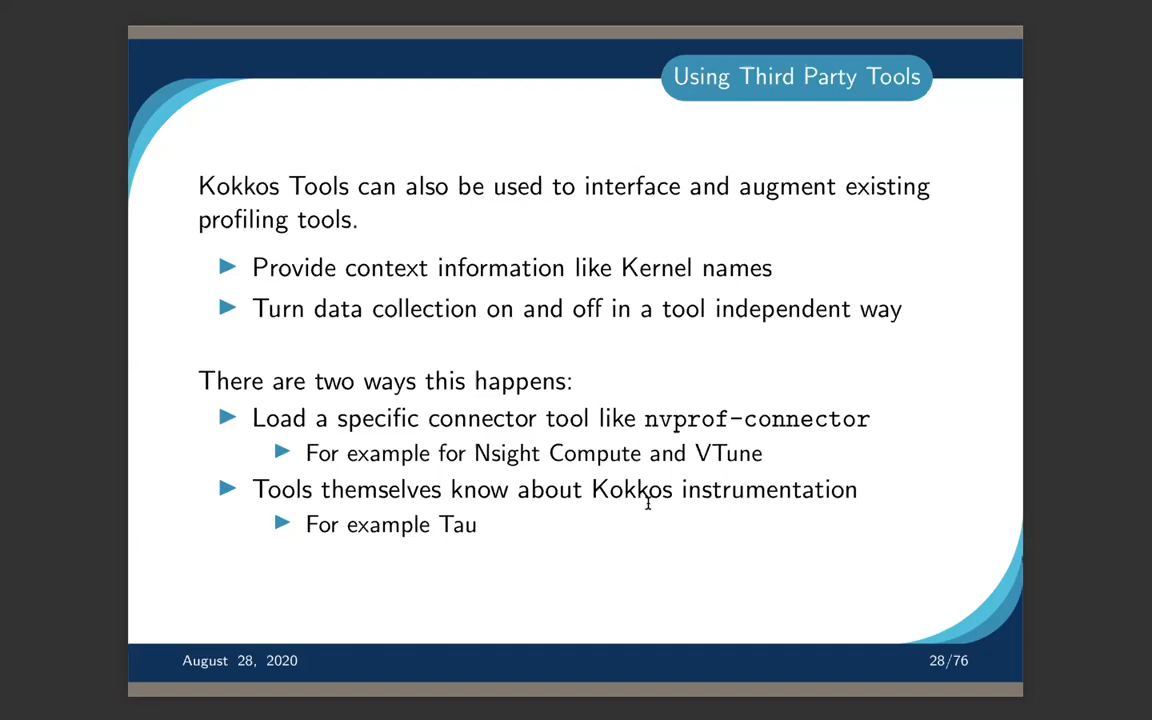 Using Third Party Tools
Kokkos Tools can also be used to interface and augment existing
profiling tools.
Provide context information like Kernel names
Turn data collection on and off in a tool independent way
There are two ways this happens:
Load a specific connector tool like nvprof-connector
For example for Nsight Compute and VTune
Tools themselves know about Kokkos instrumentation
For example Tau
August 28, 2020
28/76